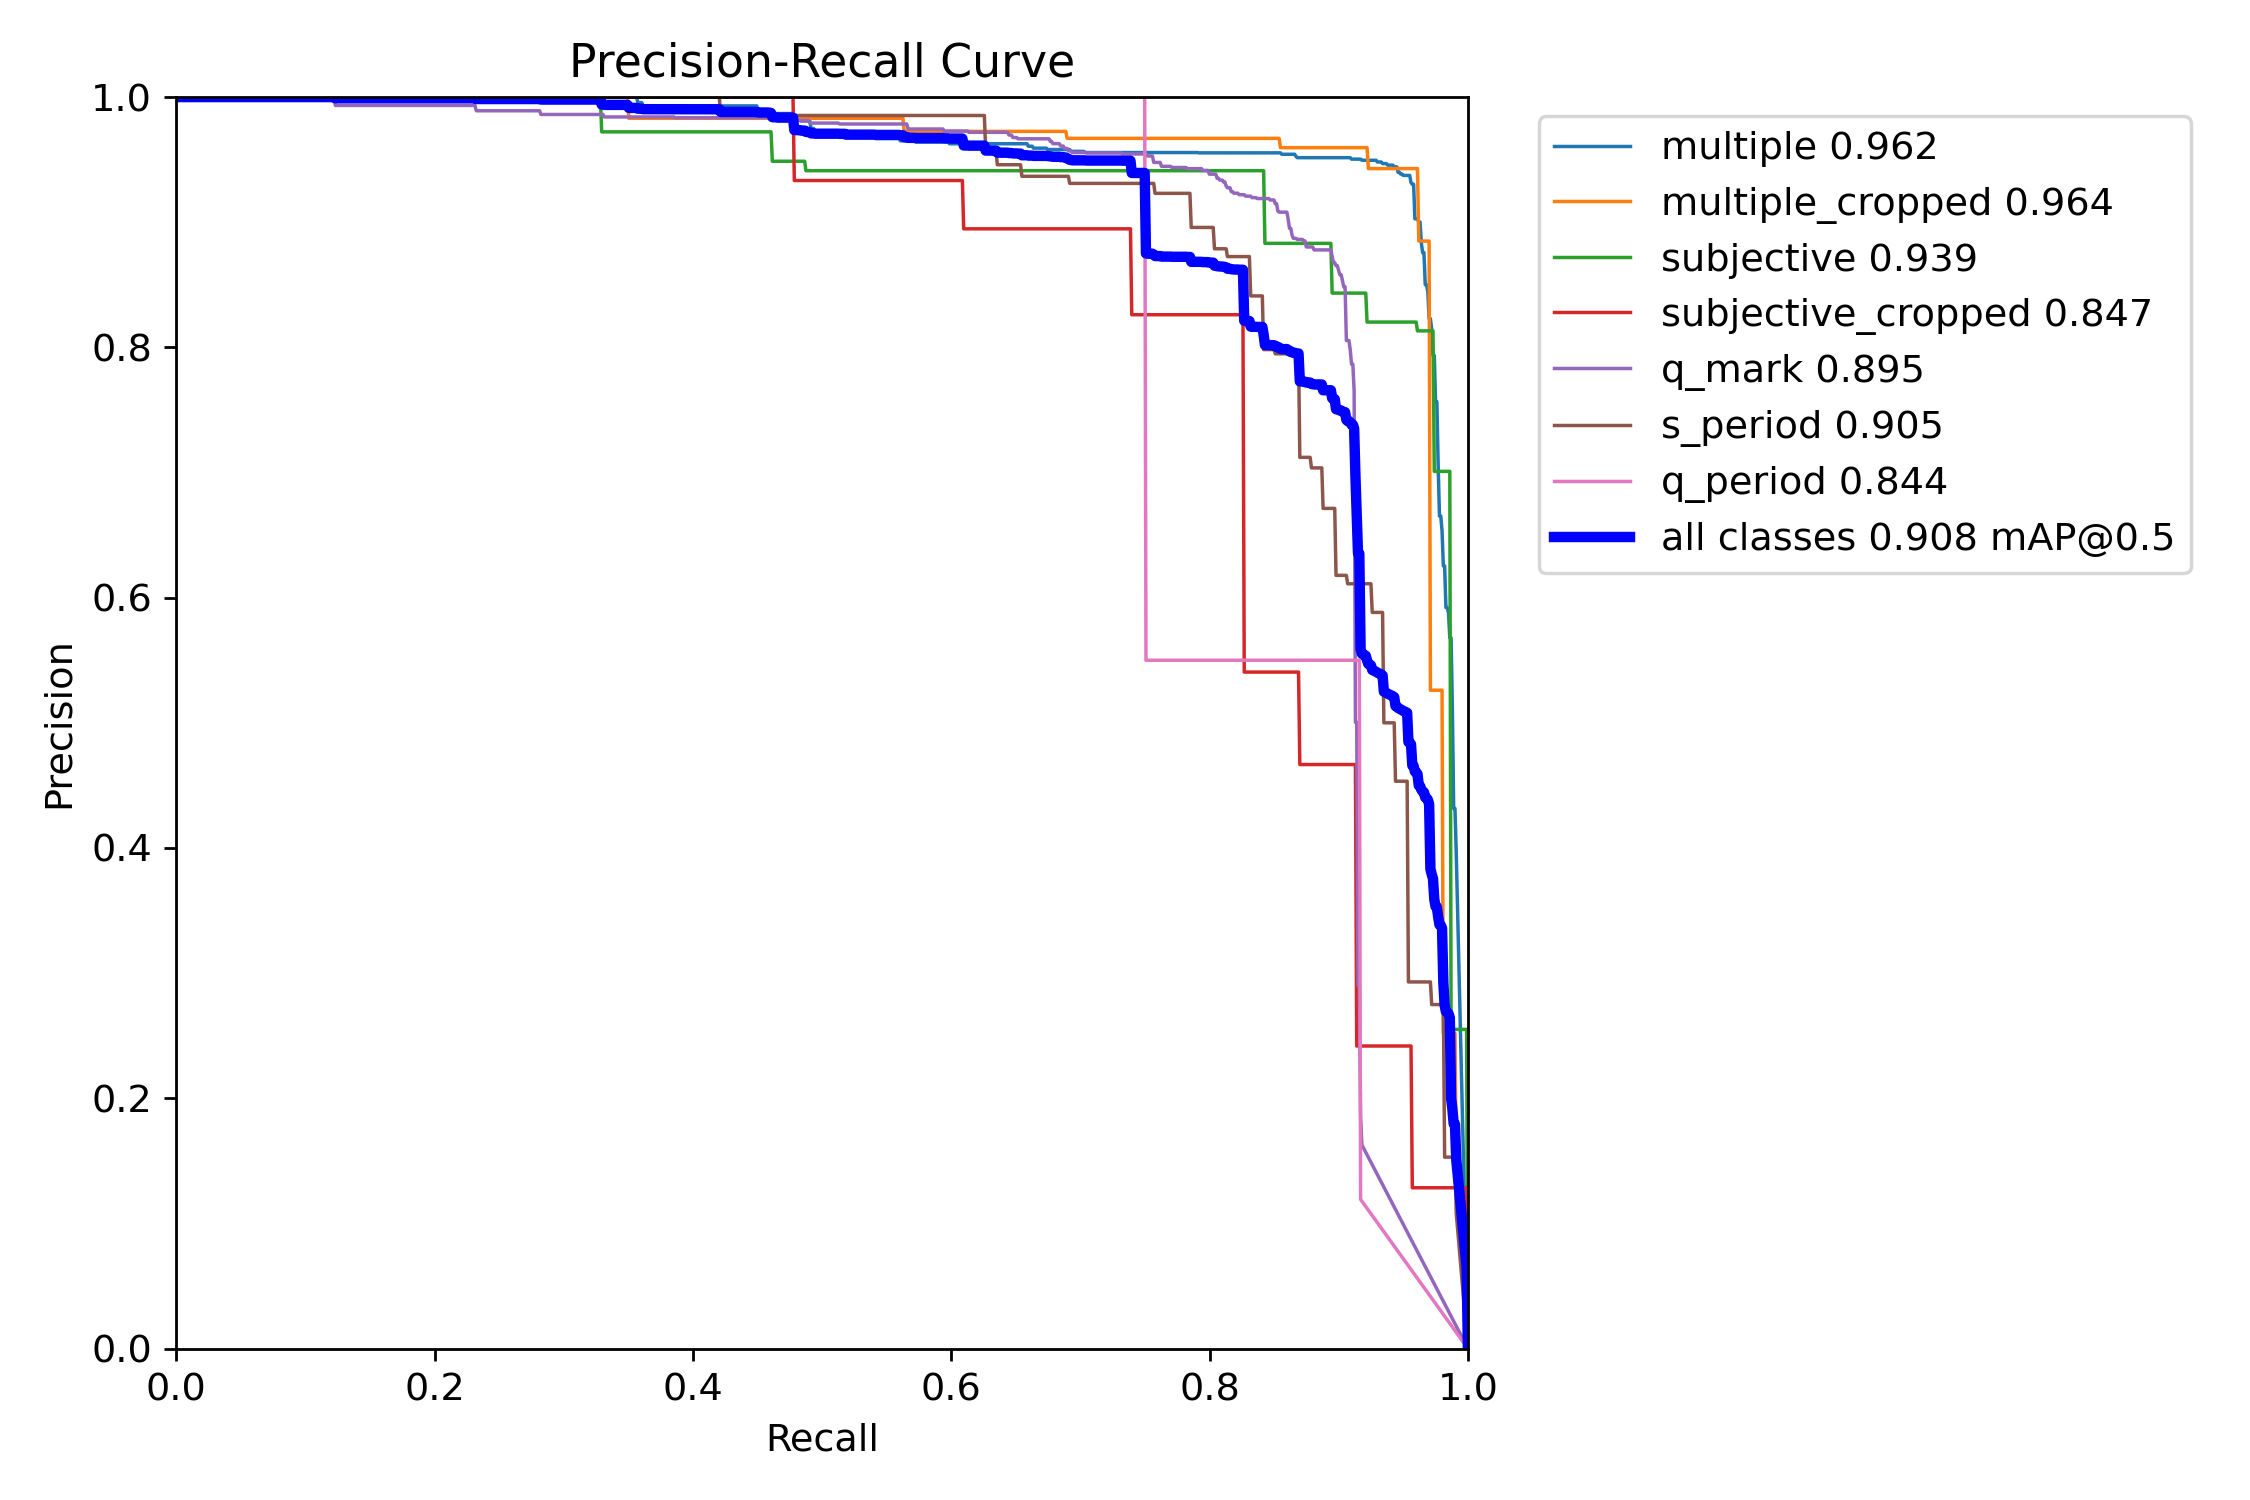 Precision-Recall Curve
1.0
0.8
0.6
0.4
0.2
0.0
Precision
0.0 0.2 0.4 0.6 0.8 1.0
Recall
multiple 0.962
multiple_cropped 0.964
subjective 0.939
subjective_cropped 0.847
q_mark 0.895
s_period 0.905
q_period 0.844
all classes 0.908 mAP@0.5